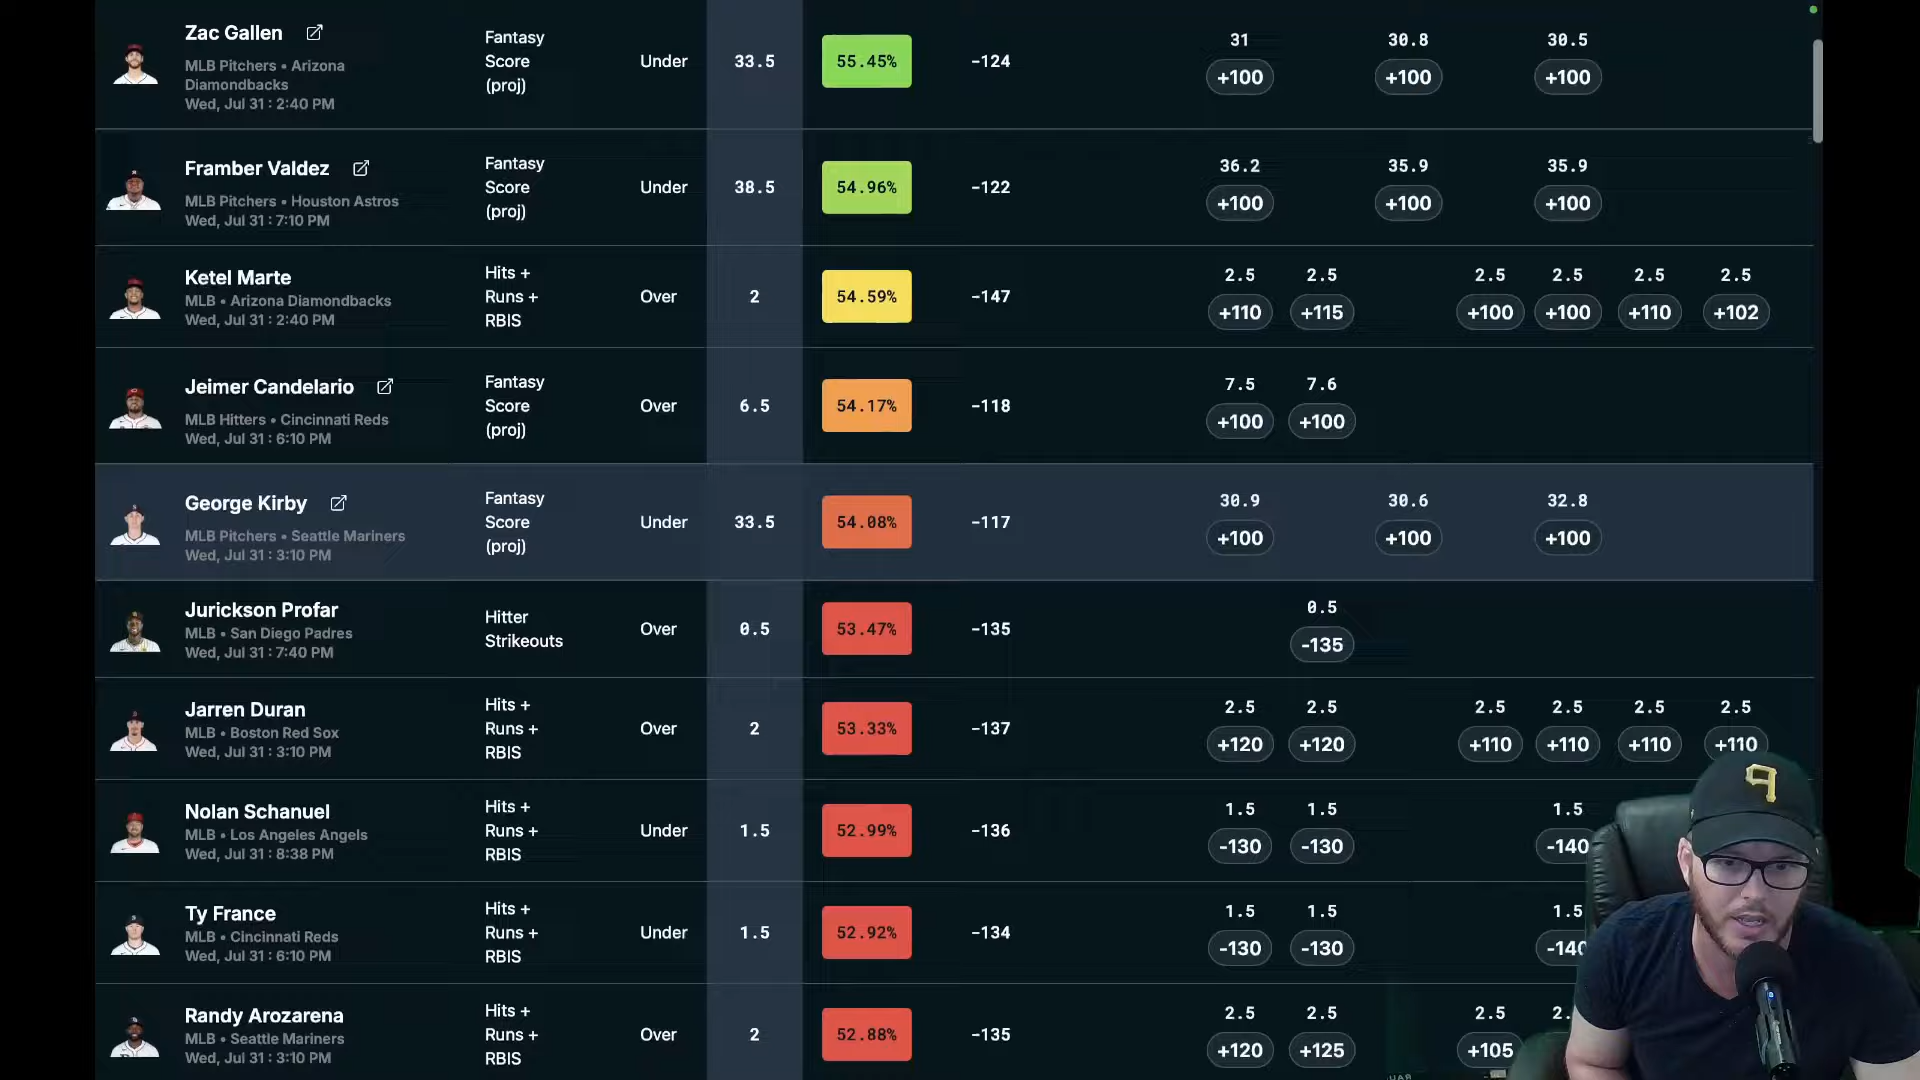 Zac Gallen
MLB Pitchers • Arizona
Diamondbacks
Wed, Jul 31 : 2:40 PM
Fantasy
Score
(proj)
Under
33.5
55.45%
-124
31
+100
30.8
+100
30.5
+100
Framber Valdez
MLB Pitchers • Houston Astros
Wed, Jul 31 : 7:10 PM
Fantasy
Score
(proj)
Under
38.5
54.96%
-122
36.2
+100
35.9
+100
35.9
+100
Ketel Marte
MLB • Arizona Diamondbacks
Wed, Jul 31 : 2:40 PM
Hits +
Runs +
RBIS
Over
2
54.59%
-147
2.5
+110
2.5
+115
2.5
+100
2.5
+100
2.5
+110
2.5
+102
Jeimer Candelario
MLB Hitters • Cincinnati Reds
Wed, Jul 31 : 6:10 PM
Fantasy
Score
(proj)
Over
6.5
54.17%
-118
7.5
+100
7.6
+100
George Kirby
MLB Pitchers • Seattle Mariners
Wed, Jul 31 : 3:10 PM
Fantasy
Score
(proj)
Under
33.5
54.08%
-117
30.9
+100
30.6
+100
32.8
+100
Jurickson Profar
MLB • San Diego Padres
Wed, Jul 31 : 7:40 PM
Hitter
Strikeouts
Over
0.5
53.47%
-135
0.5
-135
Jarren Duran
MLB • Boston Red Sox
Wed, Jul 31 : 3:10 PM
Hits +
Runs +
RBIS
Over
2
53.33%
-137
2.5
+120
2.5
+120
2.5
+110
2.5
+110
2.5
+110
2.5
+110
Nolan Schanuel
MLB • Los Angeles Angels
Wed, Jul 31 : 8:38 PM
Hits +
Runs +
RBIS
Under
1.5
52.99%
-136
1.5
-130
1.5
-130
1.5
-140
Ty France
MLB • Cincinnati Reds
Wed, Jul 31 : 6:10 PM
Hits +
Runs +
RBIS
Under
1.5
52.92%
-134
1.5
-130
1.5
-130
1.5
-140
Randy Arozarena
MLB • Seattle Mariners
Wed, Jul 31 : 3:10 PM
Hits +
Runs +
RBIS
Over
2
52.88%
-135
2.5
+120
2.5
+125
2.5
+105
P